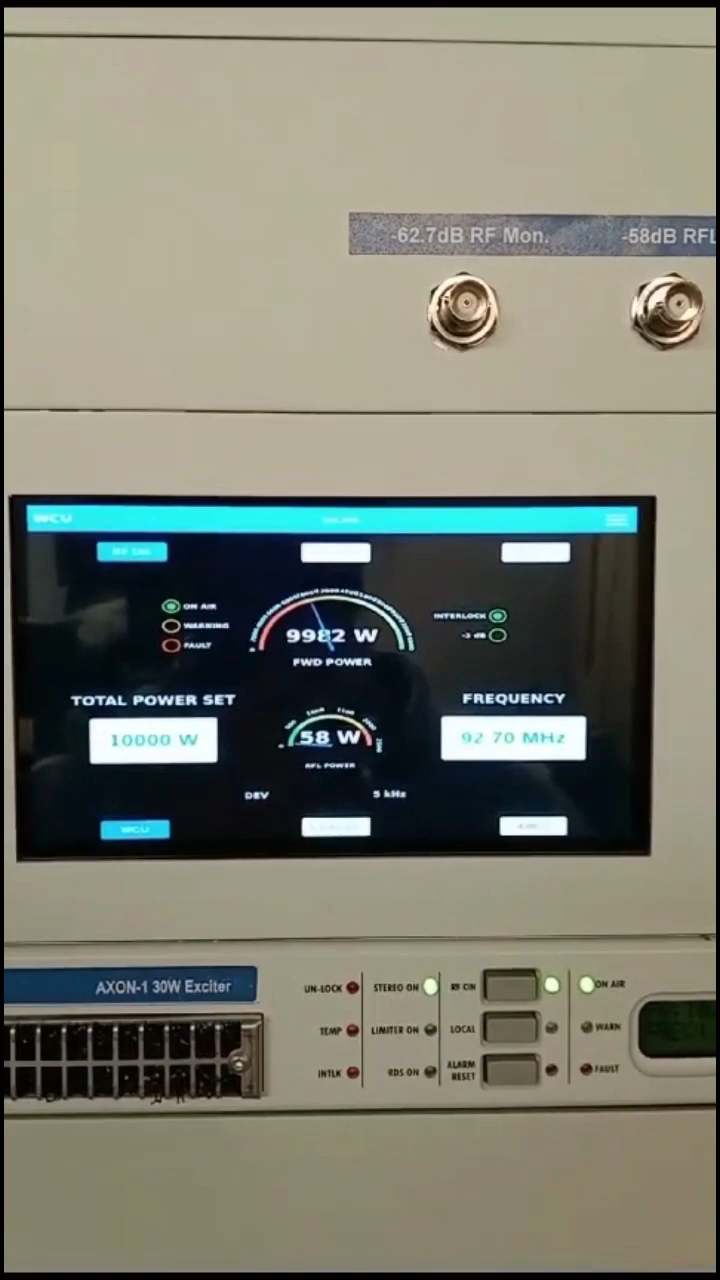 -62.7dB RF Mon. -58dB RFL
WCU
RF ON
ON AIR
WARNING
FAULT
INTERLOCK
-3 dB
9982 W
FWD POWER
TOTAL POWER SET
10000 W
FREQUENCY
92 70 MHz
58 W
RFL POWER
DEV 5 kHz
WCU
AXON-1 30W Exciter
UN-LOCK STEREO ON RF ON ON AIR
TEMP LIMITER ON LOCAL WARN
INTLK RDS ON ALARM RESET FAULT